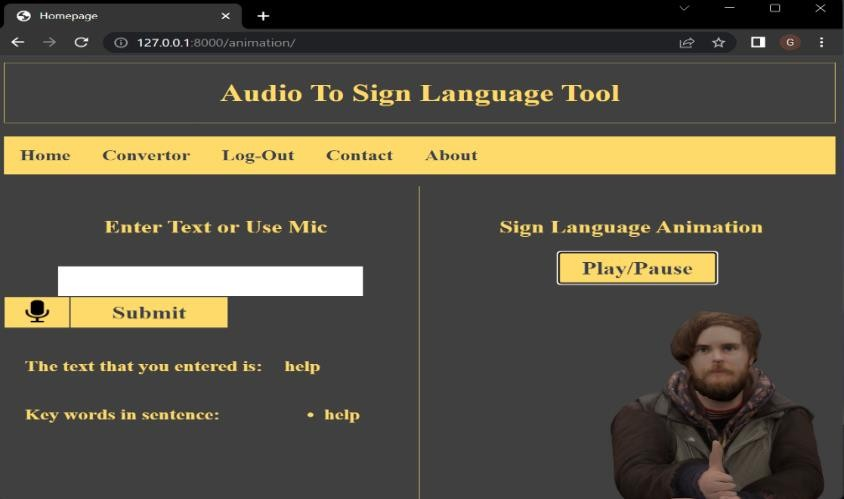 Homepage
127.0.0.1:8000/animation/
G
Audio To Sign Language Tool
Home Convertor Log-Out Contact About
Enter Text or Use Mic
Submit
The text that you entered is: help
Key words in sentence: • help
Sign Language Animation
Play/Pause